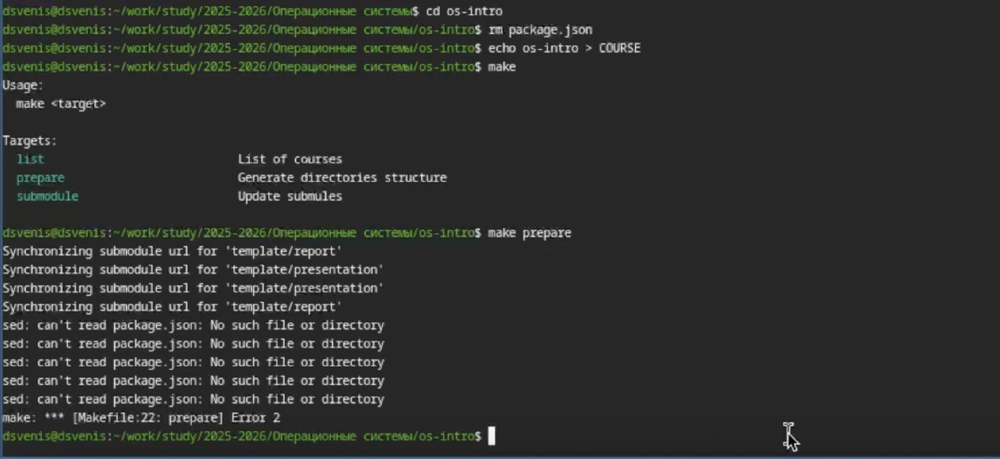 dsvenis@dsvenis:~/work/study/2025-2026/Операционные системы$ cd os-intro
dsvenis@dsvenis:~/work/study/2025-2026/Операционные системы/os-intro$ rm package.json
dsvenis@dsvenis:~/work/study/2025-2026/Операционные системы/os-intro$ echo os-intro > COURSE
dsvenis@dsvenis:~/work/study/2025-2026/Операционные системы/os-intro$ make
Usage:
  make <target>
Targets:
  list                            List of courses
  prepare                         Generate directories structure
  submodule                       Update submules
dsvenis@dsvenis:~/work/study/2025-2026/Операционные системы/os-intro$ make prepare
Synchronizing submodule url for 'template/report'
Synchronizing submodule url for 'template/presentation'
Synchronizing submodule url for 'template/presentation'
Synchronizing submodule url for 'template/report'
sed: can't read package.json: No such file or directory
sed: can't read package.json: No such file or directory
sed: can't read package.json: No such file or directory
sed: can't read package.json: No such file or directory
sed: can't read package.json: No such file or directory
make: *** [Makefile:22: prepare] Error 2
dsvenis@dsvenis:~/work/study/2025-2026/Операционные системы/os-intro$